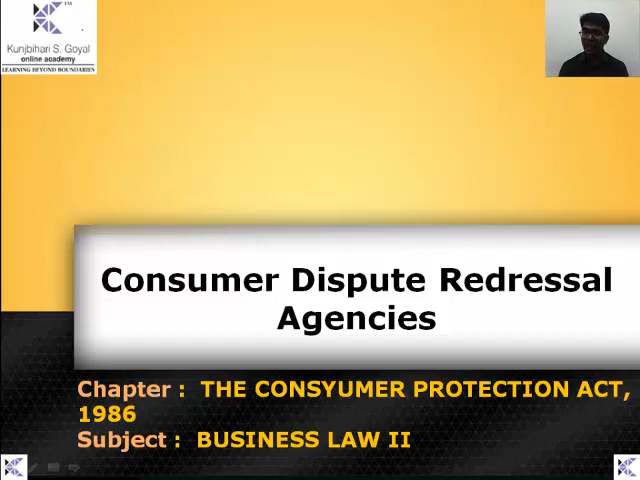 TM
Kunjbihari S. Goyal
online academy
LEARNING BEYOND BOUNDARIES
Consumer Dispute Redressal
Agencies
Chapter : THE CONSYUMER PROTECTION ACT,
1986
Subject : BUSINESS LAW II